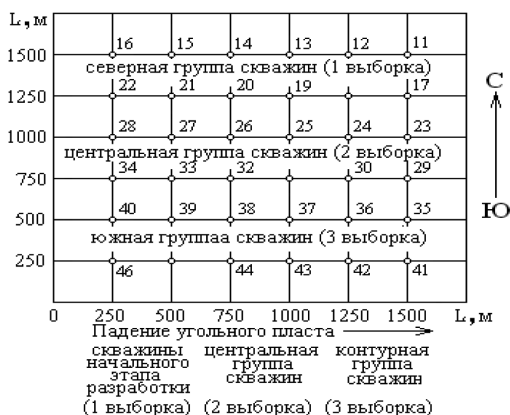 L, м
1500
16 15 14 13 12 11
северная группа скважин (1 выборка)
22 21 20 19 17
1250
С
28 27 26 25 24 23
1000
центральная группа скважин (2 выборка)
34 33 32 30 29
750
40 39 38 37 36 35
Ю
500
южная группаа скважин (3 выборка)
250
46 44 43 42 41
0 250 500 750 1000 1250 1500 L, м
Падение угольного пласта
скважины центральная контурная
начального группа группа
этапа скважин скважин
разработки
(1 выборка) (2 выборка) (3 выборка)